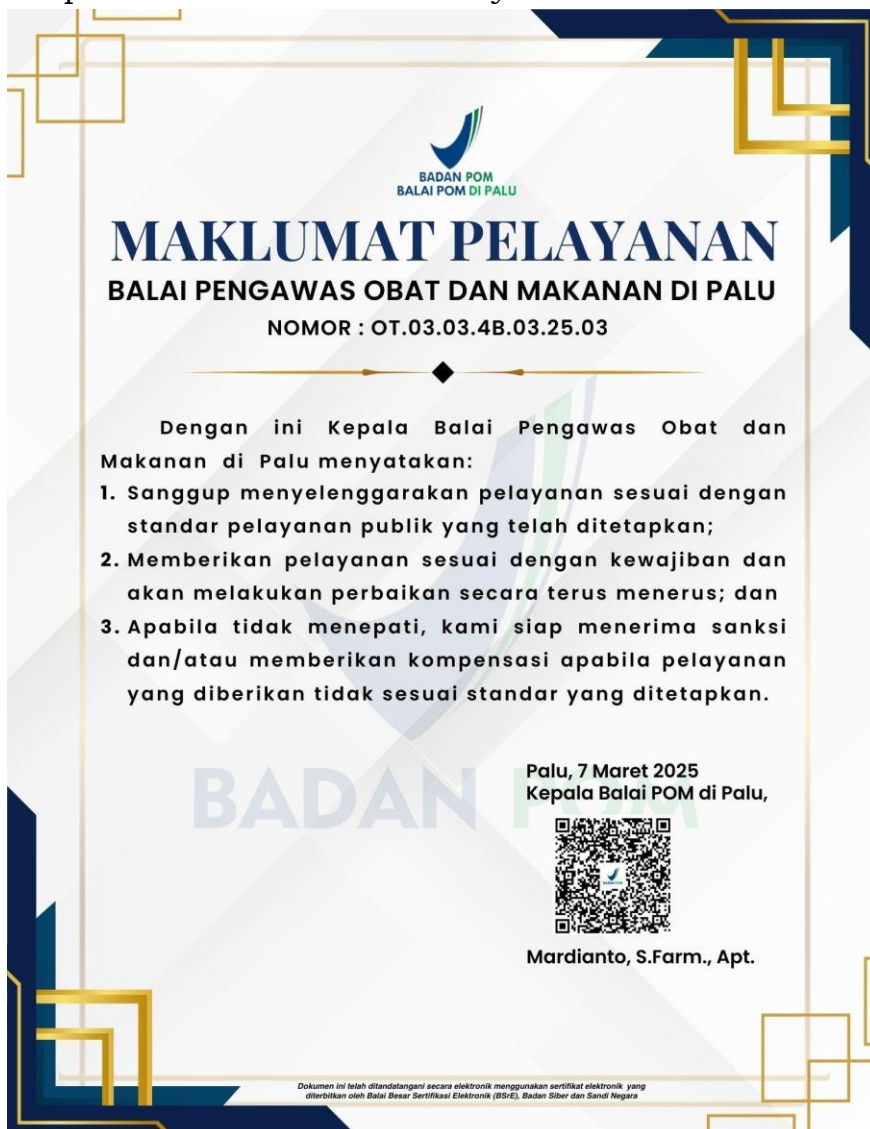 BADAN POM
BALAI POM DI PALU
MAKLUMAT PELAYANAN
BALAI PENGAWAS OBAT DAN MAKANAN DI PALU
NOMOR : OT.03.03.4B.03.25.03
Dengan ini Kepala Balai Pengawas Obat dan
Makanan di Palu menyatakan:
1. Sanggup menyelenggarakan pelayanan sesuai dengan
standar pelayanan publik yang telah ditetapkan;
2. Memberikan pelayanan sesuai dengan kewajiban dan
akan melakukan perbaikan secara terus menerus; dan
3. Apabila tidak menepati, kami siap menerima sanksi
dan/atau memberikan kompensasi apabila pelayanan
yang diberikan tidak sesuai standar yang ditetapkan.
BADAN POM
Palu, 7 Maret 2025
Kepala Balai POM di Palu,
Mardianto, S.Farm., Apt.
Dokumen ini telah ditandatangani secara elektronik menggunakan sertifikat elektronik yang
diterbitkan oleh Balai Besar Sertifikasi Elektronik (BSrE), Badan Siber dan Sandi Negara